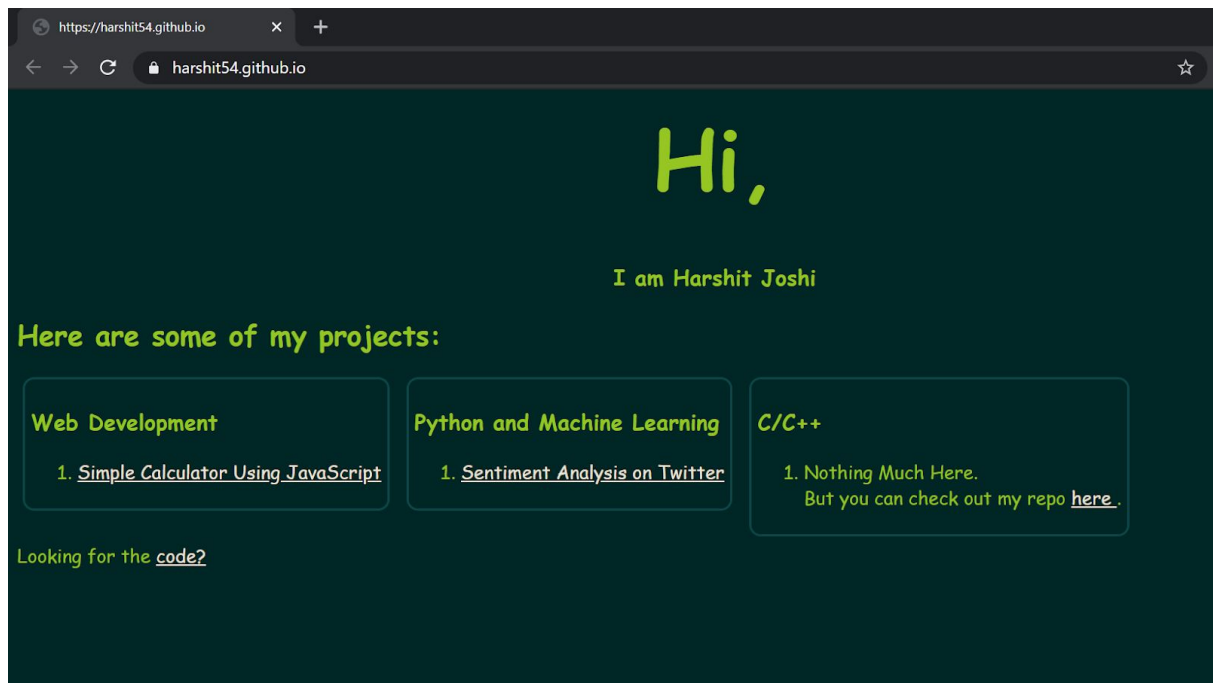 https://harshit54.github.io
harshit54.github.io
Hi,
I am Harshit Joshi
Here are some of my projects:
Web Development
1. Simple Calculator Using JavaScript
Python and Machine Learning
1. Sentiment Analysis on Twitter
C/C++
1. Nothing Much Here.
But you can check out my repo here .
Looking for the code?